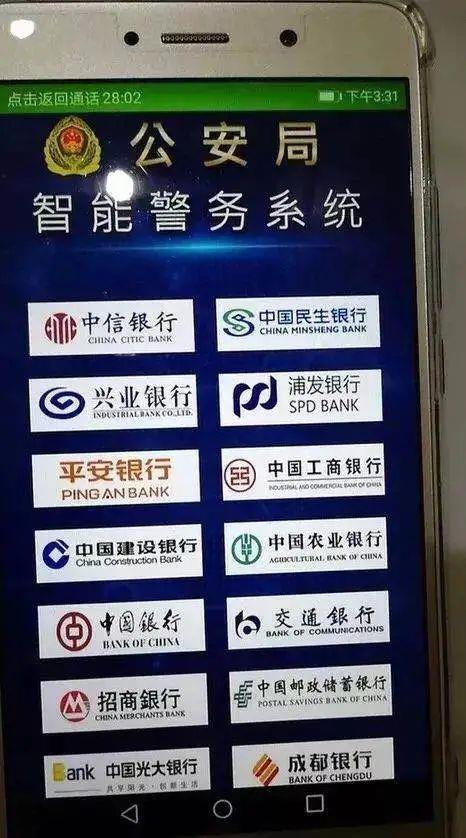 点击返回通话 28:02
下午3:31
公安局
智能警务系统
中信银行
CHINA CITIC BANK
中国民生银行
CHINA MINSHENG BANK
兴业银行
INDUSTRIAL BANK CO.,LTD.
浦发银行
SPD BANK
平安银行
PING AN BANK
中国工商银行
INDUSTRIAL AND COMMERCIAL BANK OF CHINA
中国建设银行
China Construction Bank
中国农业银行
AGRICULTURAL BANK OF CHINA
中国银行
BANK OF CHINA
交通銀行
BANK OF COMMUNICATIONS
招商銀行
CHINA MERCHANTS BANK
中国邮政储蓄银行
POSTAL SAVINGS BANK OF CHINA
Bank 中国光大银行
共享阳光·创新生活
成都银行
BANK OF CHENGDU